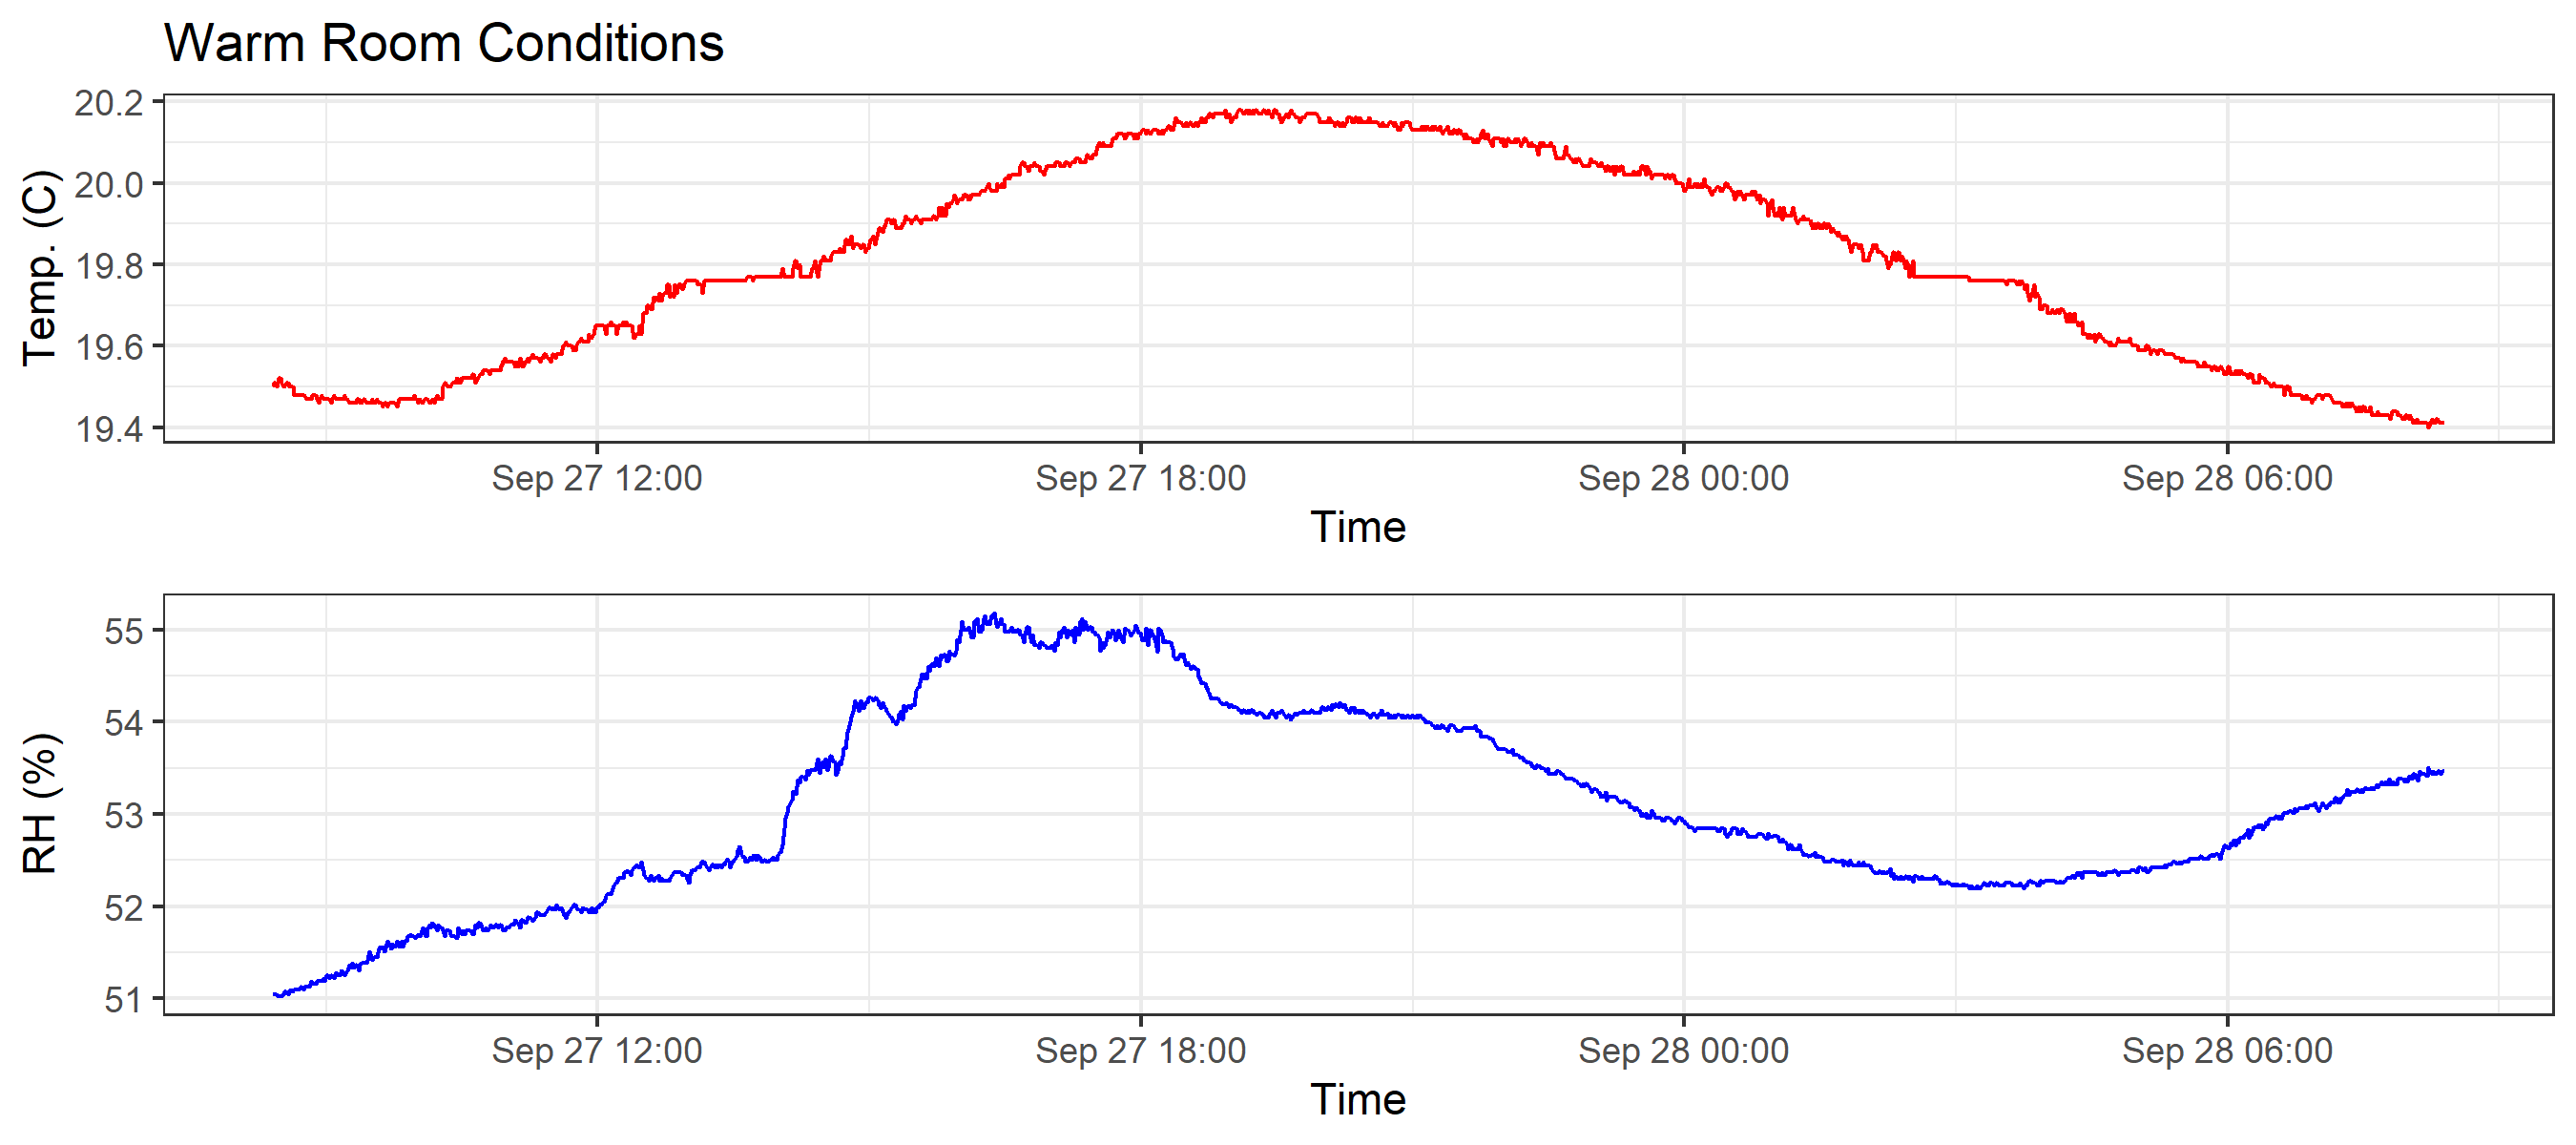 Warm Room Conditions
20.2
20.0
19.8
19.6
19.4
Temp. (C)
Sep 27 12:00 Sep 27 18:00 Sep 28 00:00 Sep 28 06:00
Time
55
54
53
52
51
RH (%)
Sep 27 12:00 Sep 27 18:00 Sep 28 00:00 Sep 28 06:00
Time